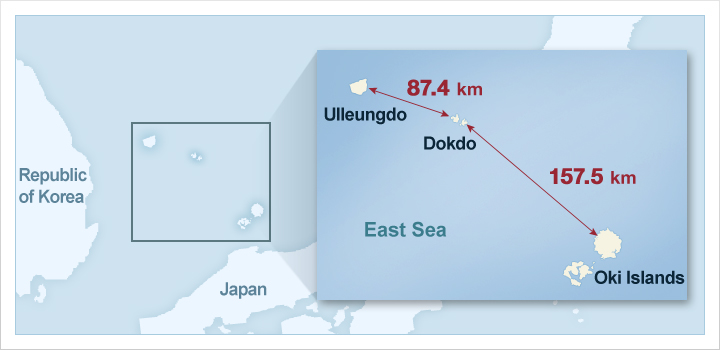 Republic
of Korea
Japan
87.4 km
Ulleungdo
Dokdo
157.5 km
East Sea
Oki Islands